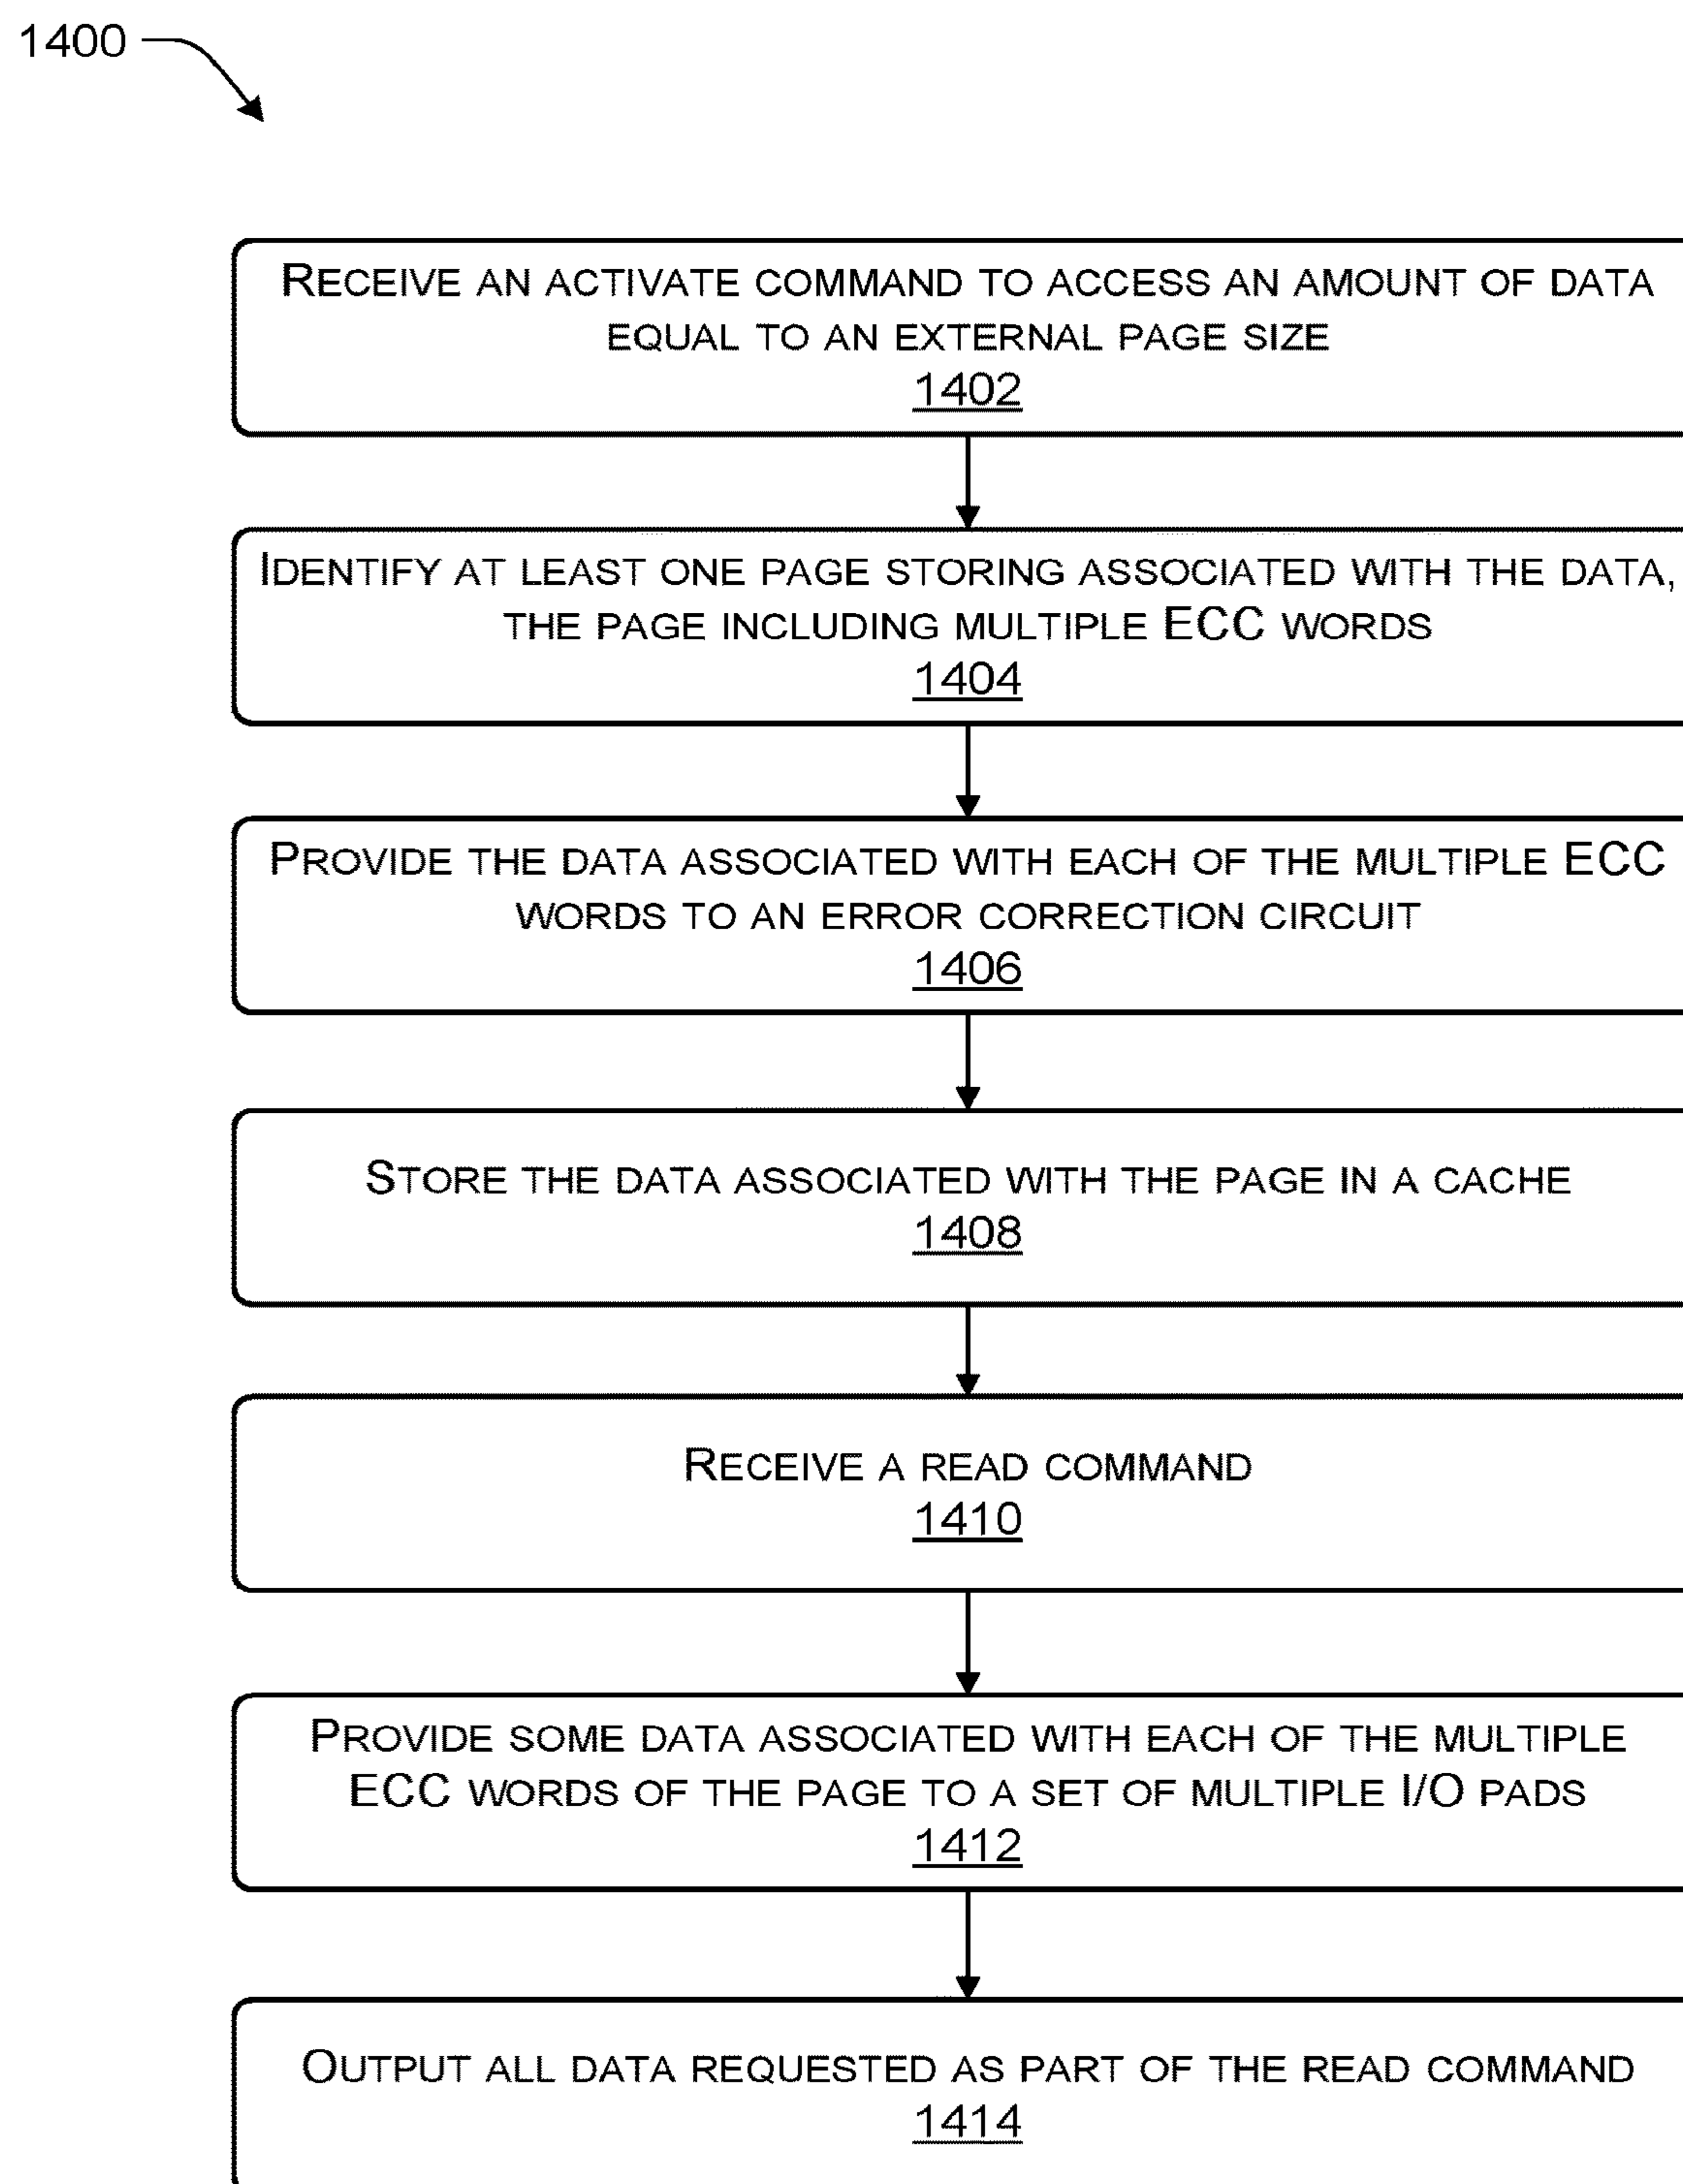 1400
RECEIVE AN ACTIVATE COMMAND TO ACCESS AN AMOUNT OF DATA
EQUAL TO AN EXTERNAL PAGE SIZE
1402
IDENTIFY AT LEAST ONE PAGE STORING ASSOCIATED WITH THE DATA,
THE PAGE INCLUDING MULTIPLE ECC WORDS
1404
PROVIDE THE DATA ASSOCIATED WITH EACH OF THE MULTIPLE ECC
WORDS TO AN ERROR CORRECTION CIRCUIT
1406
STORE THE DATA ASSOCIATED WITH THE PAGE IN A CACHE
1408
RECEIVE A READ COMMAND
1410
PROVIDE SOME DATA ASSOCIATED WITH EACH OF THE MULTIPLE
ECC WORDS OF THE PAGE TO A SET OF MULTIPLE I/O PADS
1412
OUTPUT ALL DATA REQUESTED AS PART OF THE READ COMMAND
1414